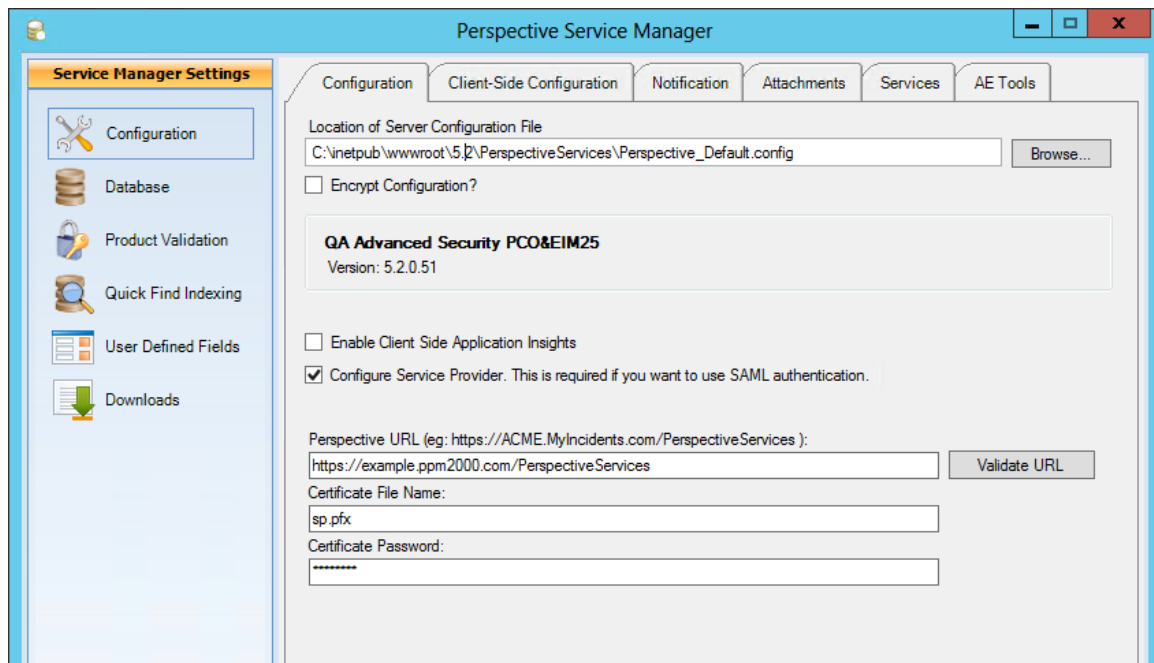 Perspective Service Manager
Service Manager Settings
Configuration
Database
Product Validation
Quick Find Indexing
User Defined Fields
Downloads
Configuration Client-Side Configuration Notification Attachments Services AE Tools
Location of Server Configuration File
C:\inetpub\wwwroot\5.2\PerspectiveServices\Perspective_Default.config Browse...
Encrypt Configuration?
QA Advanced Security PCO&EIM25
Version: 5.2.0.51
Enable Client Side Application Insights
Configure Service Provider. This is required if you want to use SAML authentication.
Perspective URL (eg: https://ACME.MyIncidents.com/PerspectiveServices ):
https://example.ppm2000.com/PerspectiveServices Validate URL
Certificate File Name:
sp.pfx
Certificate Password:
********